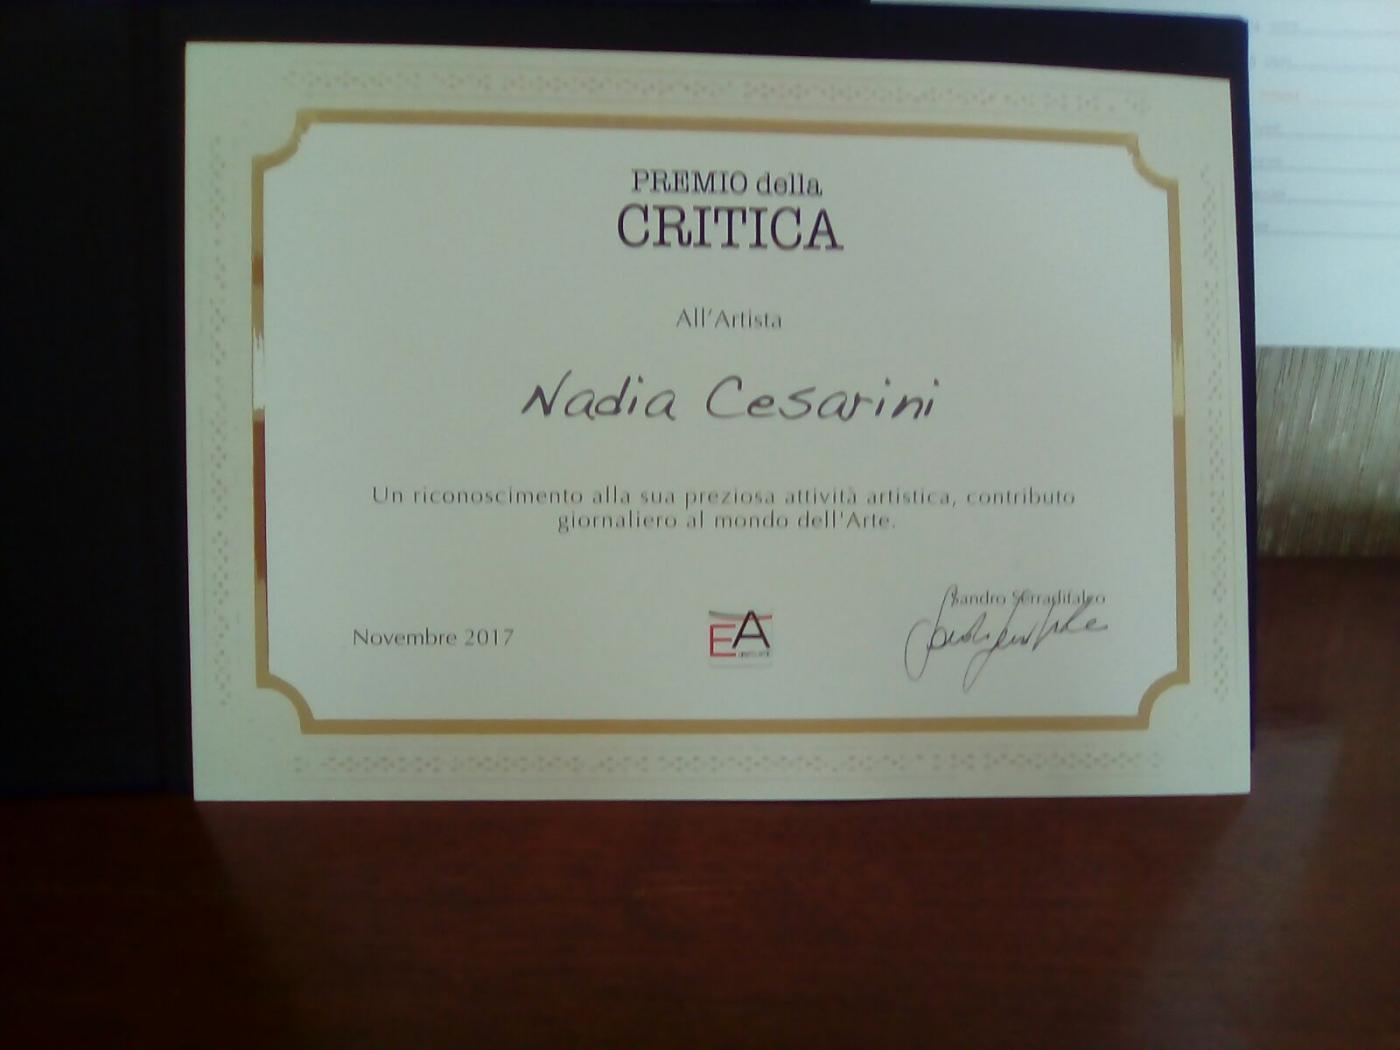 PREMIO della
CRITICA
All'Artista
Nadia Cesarini
Un riconoscimento alla sua preziosa attività artistica, contributo
giornaliero al mondo dell'Arte.
Sandro Serradifalco
Novembre 2017
EA